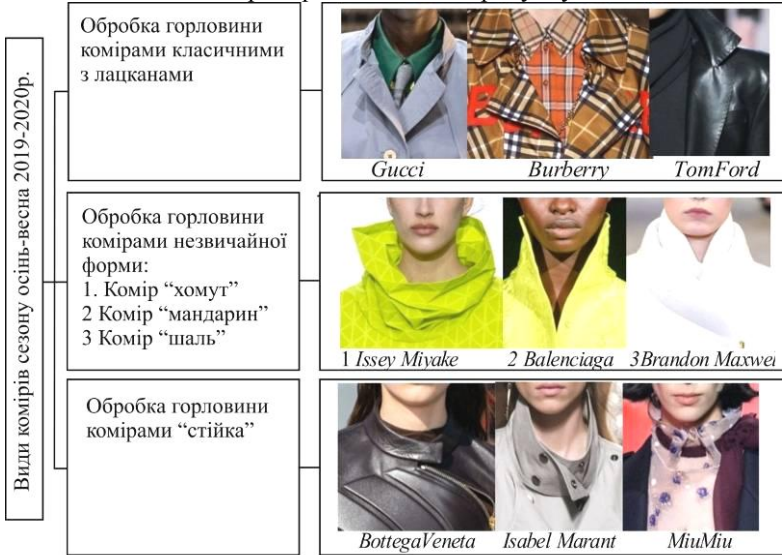 Види комірів сезону осінь-весна 2019-2020р.
Обробка горловини
комірами класичними
з лацканами
Gucci
Burberry
TomFord
Обробка горловини
комірами незвичайної
форми:
1. Комір “хомут”
2 Комір “мандарин”
3 Комір “шаль”
1 Issey Miyake
2 Balenciaga
3Brandon Maxwel
Обробка горловини
комірами “стійка”
BottegaVeneta
Isabel Marant
MiuMiu